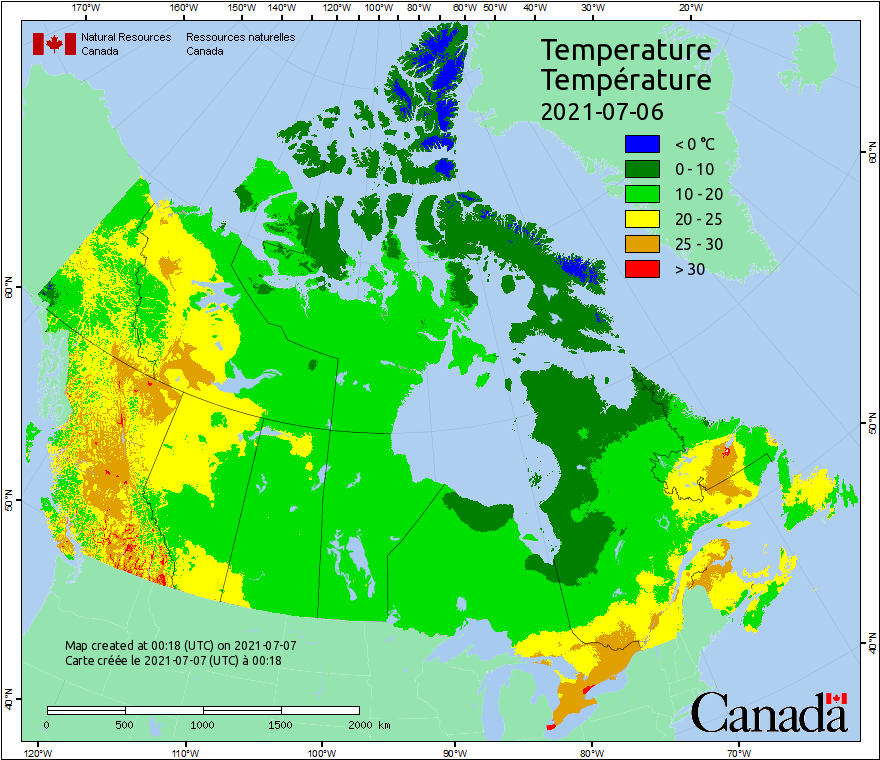 170°W 160°W 150°W 140°W 130°W 120°W 110°W 100°W 80°W 60°W 50°W 40°W 30°W 20°W
Natural Resources Canada
Ressources naturelles Canada
Temperature
Température
2021-07-06
< 0 °C
0 - 10
10 - 20
20 - 25
25 - 30
> 30
60°N
50°N
40°N
60°N
50°N
40°N
Map created at 00:18 (UTC) on 2021-07-07
Carte créée le 2021-07-07 (UTC) à 00:18
0 500 1000 1500 2000 km
Canada
120°W 110°W 100°W 90°W 80°W 70°W